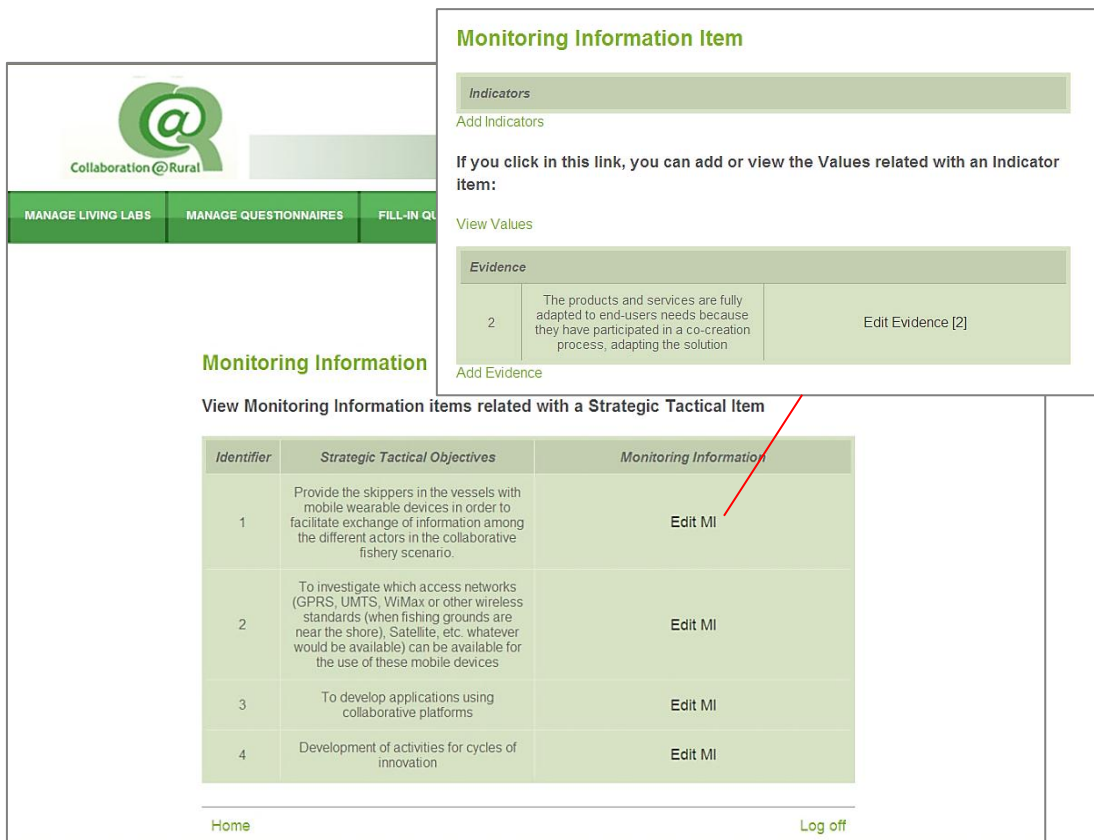 Monitoring Information Item
Indicators
Add Indicators
If you click in this link, you can add or view the Values related with an Indicator
item:
View Values
Evidence
2
The products and services are fully
adapted to end-users needs because
they have participated in a co-creation
process, adapting the solution
Edit Evidence [2]
Add Evidence
@
Collaboration@Rural
MANAGE LIVING LABS
MANAGE QUESTIONNAIRES
FILL-IN QU
Monitoring Information
View Monitoring Information items related with a Strategic Tactical Item
Identifier
Strategic Tactical Objectives
Monitoring Information
1
Provide the skippers in the vessels with
mobile wearable devices in order to
facilitate exchange of information among
the different actors in the collaborative
fishery scenario.
Edit MI
2
To investigate which access networks
(GPRS, UMTS, WiMax or other wireless
standards (when fishing grounds are
near the shore), Satellite, etc. whatever
would be available) can be available for
the use of these mobile devices
Edit MI
3
To develop applications using
collaborative platforms
Edit MI
4
Development of activities for cycles of
innovation
Edit MI
Home
Log off